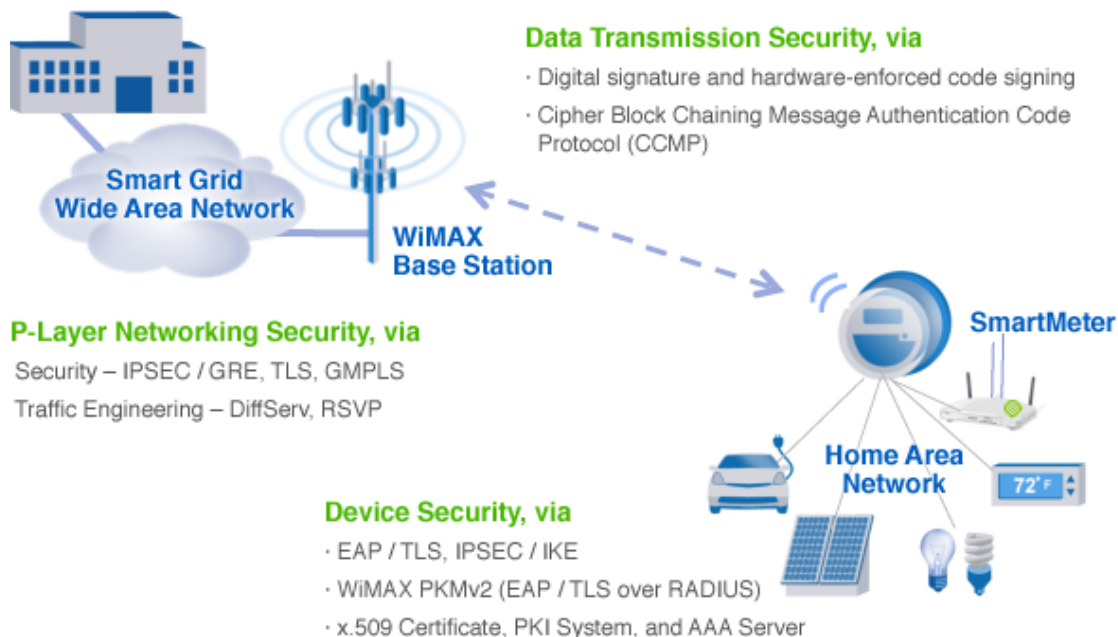 Data Transmission Security, via
· Digital signature and hardware-enforced code signing
· Cipher Block Chaining Message Authentication Code
Protocol (CCMP)
Smart Grid
Wide Area Network
WiMAX
Base Station
P-Layer Networking Security, via
Security – IPSEC / GRE, TLS, GMPLS
Traffic Engineering – DiffServ, RSVP
SmartMeter
Home Area
Network
72°F
Device Security, via
· EAP / TLS, IPSEC / IKE
· WiMAX PKMv2 (EAP / TLS over RADIUS)
· x.509 Certificate, PKI System, and AAA Server